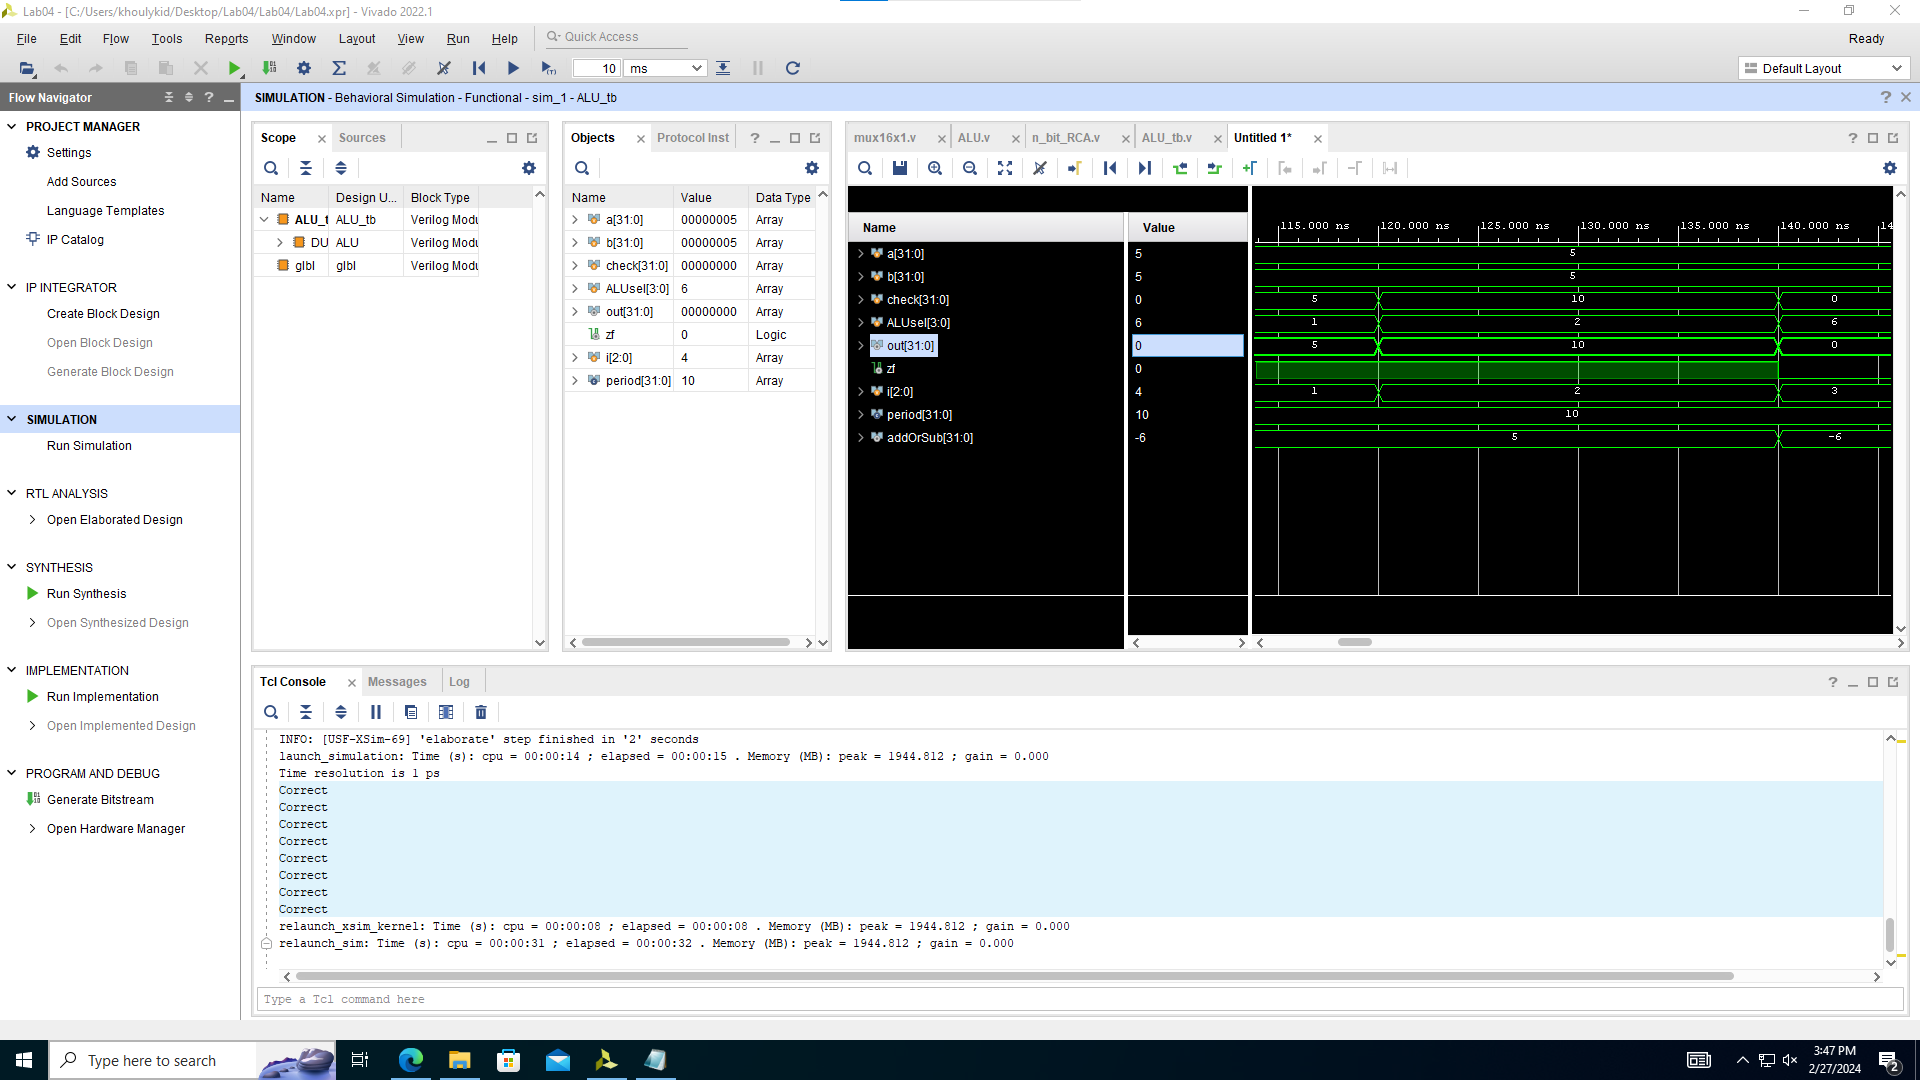 Lab04 - [C:/Users/khoulykid/Desktop/Lab04/Lab04/Lab04.xpr] - Vivado 2022.1
File Edit Flow Tools Reports Window Layout View Run Help
Quick Access
Ready
10 ms
Default Layout
Flow Navigator
SIMULATION - Behavioral Simulation - Functional - sim_1 - ALU_tb
PROJECT MANAGER
Settings
Add Sources
Language Templates
IP Catalog
IP INTEGRATOR
Create Block Design
Open Block Design
Generate Block Design
SIMULATION
Run Simulation
RTL ANALYSIS
Open Elaborated Design
SYNTHESIS
Run Synthesis
Open Synthesized Design
IMPLEMENTATION
Run Implementation
Open Implemented Design
PROGRAM AND DEBUG
Generate Bitstream
Open Hardware Manager
Scope Sources
Name Design U... Block Type
ALU_t ALU_tb Verilog Modu
DU ALU Verilog Modu
glbl glbl Verilog Modu
Objects Protocol Inst
Name Value Data Type
a[31:0] 00000005 Array
b[31:0] 00000005 Array
check[31:0] 00000000 Array
ALUsel[3:0] 6 Array
out[31:0] 00000000 Array
zf 0 Logic
i[2:0] 4 Array
period[31:0] 10 Array
mux16x1.v ALU.v n_bit_RCA.v ALU_tb.v Untitled 1*
Name Value
115.000 ns 120.000 ns 125.000 ns 130.000 ns 135.000 ns 140.000 ns 14
a[31:0] 5 5
b[31:0] 5 5
check[31:0] 0 5 10 0
ALUsel[3:0] 6 1 2 6
out[31:0] 0 5 10 0
zf 0
i[2:0] 4 1 2 3
period[31:0] 10 10
addOrSub[31:0] -6 5 -6
Tcl Console Messages Log
INFO: [USF-XSim-69] 'elaborate' step finished in '2' seconds
launch_simulation: Time (s): cpu = 00:00:14 ; elapsed = 00:00:15 . Memory (MB): peak = 1944.812 ; gain = 0.000
Time resolution is 1 ps
Correct
Correct
Correct
Correct
Correct
Correct
Correct
Correct
relaunch_xsim_kernel: Time (s): cpu = 00:00:08 ; elapsed = 00:00:08 . Memory (MB): peak = 1944.812 ; gain = 0.000
relaunch_sim: Time (s): cpu = 00:00:31 ; elapsed = 00:00:32 . Memory (MB): peak = 1944.812 ; gain = 0.000
Type a Tcl command here
Type here to search
3:47 PM
2/27/2024
2